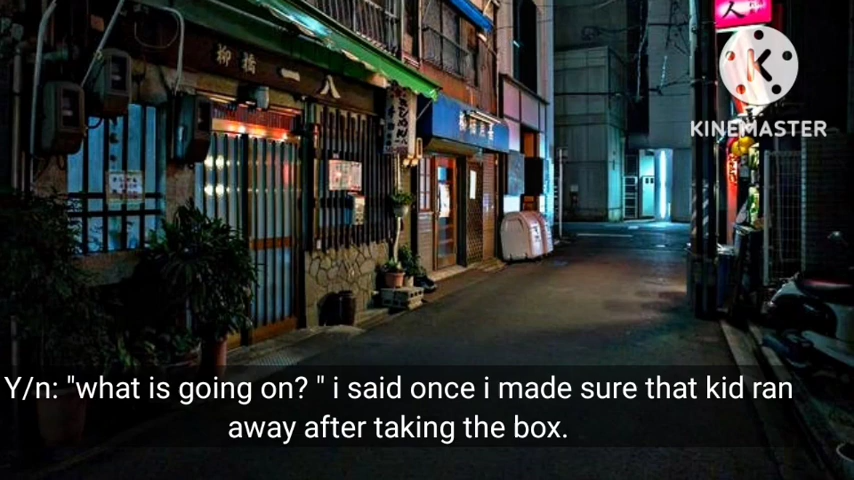 人
K
KINEMASTER
柳橋 一八
Y/n: "what is going on? " i said once i made sure that kid ran
away after taking the box.